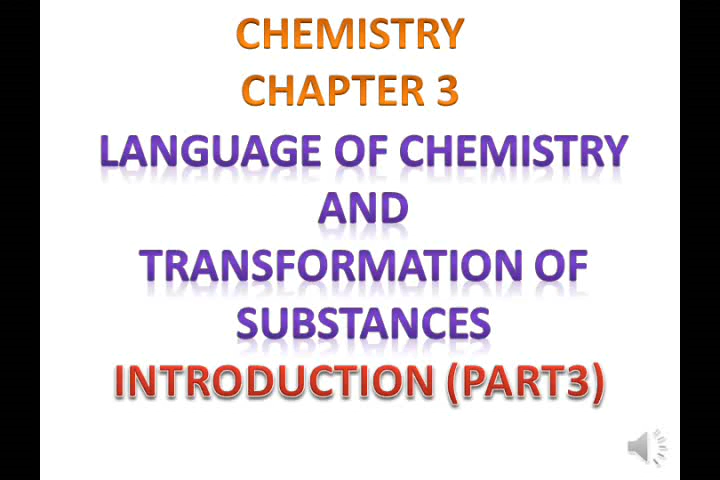 CHEMISTRY
CHAPTER 3
LANGUAGE OF CHEMISTRY
AND
TRANSFORMATION OF
SUBSTANCES
INTRODUCTION (PART3)